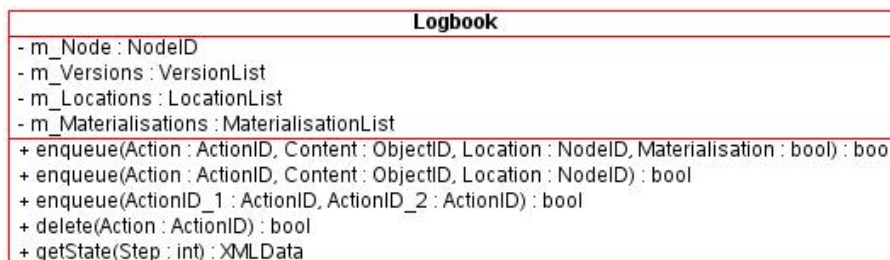 Logbook
- m_Node : NodeID
- m_Versions : VersionList
- m_Locations : LocationList
- m_Materialisations : MaterialisationList
+ enqueue(Action : ActionID, Content : ObjectID, Location : NodeID, Materialisation : bool) : bool
+ enqueue(Action : ActionID, Content : ObjectID, Location : NodeID) : bool
+ enqueue(ActionID_1 : ActionID, ActionID_2 : ActionID) : bool
+ delete(Action : ActionID) : bool
+ getState(Step : int) : XMLData